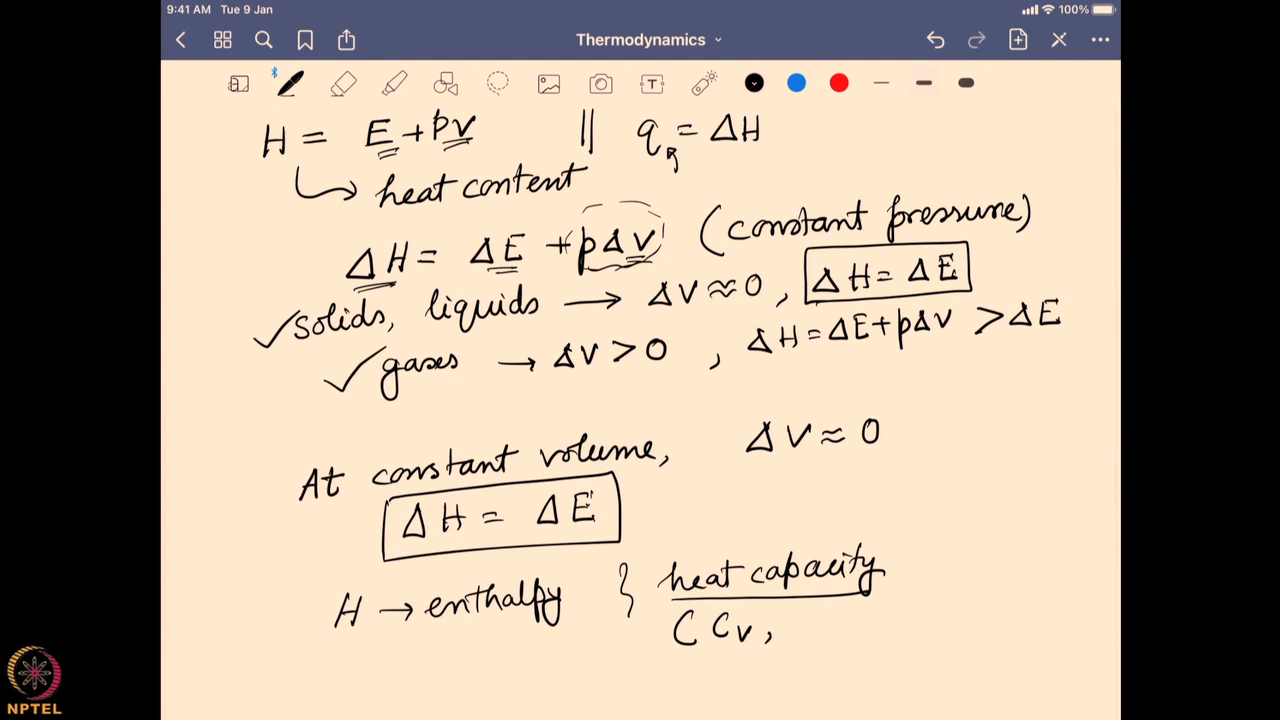 9:41 AM Tue 9 Jan
100%
Thermodynamics
T
H = E + PV || q = ΔH
heat content
ΔH = ΔE + pΔV (constant pressure)
✓ solids, liquids → ΔV ≈ 0, ΔH = ΔE
✓ gases → ΔV > 0, ΔH = ΔE + pΔV > ΔE
At constant volume, ΔV ≈ 0
ΔH = ΔE
H → enthalpy } heat capacity
( Cv,
NPTEL